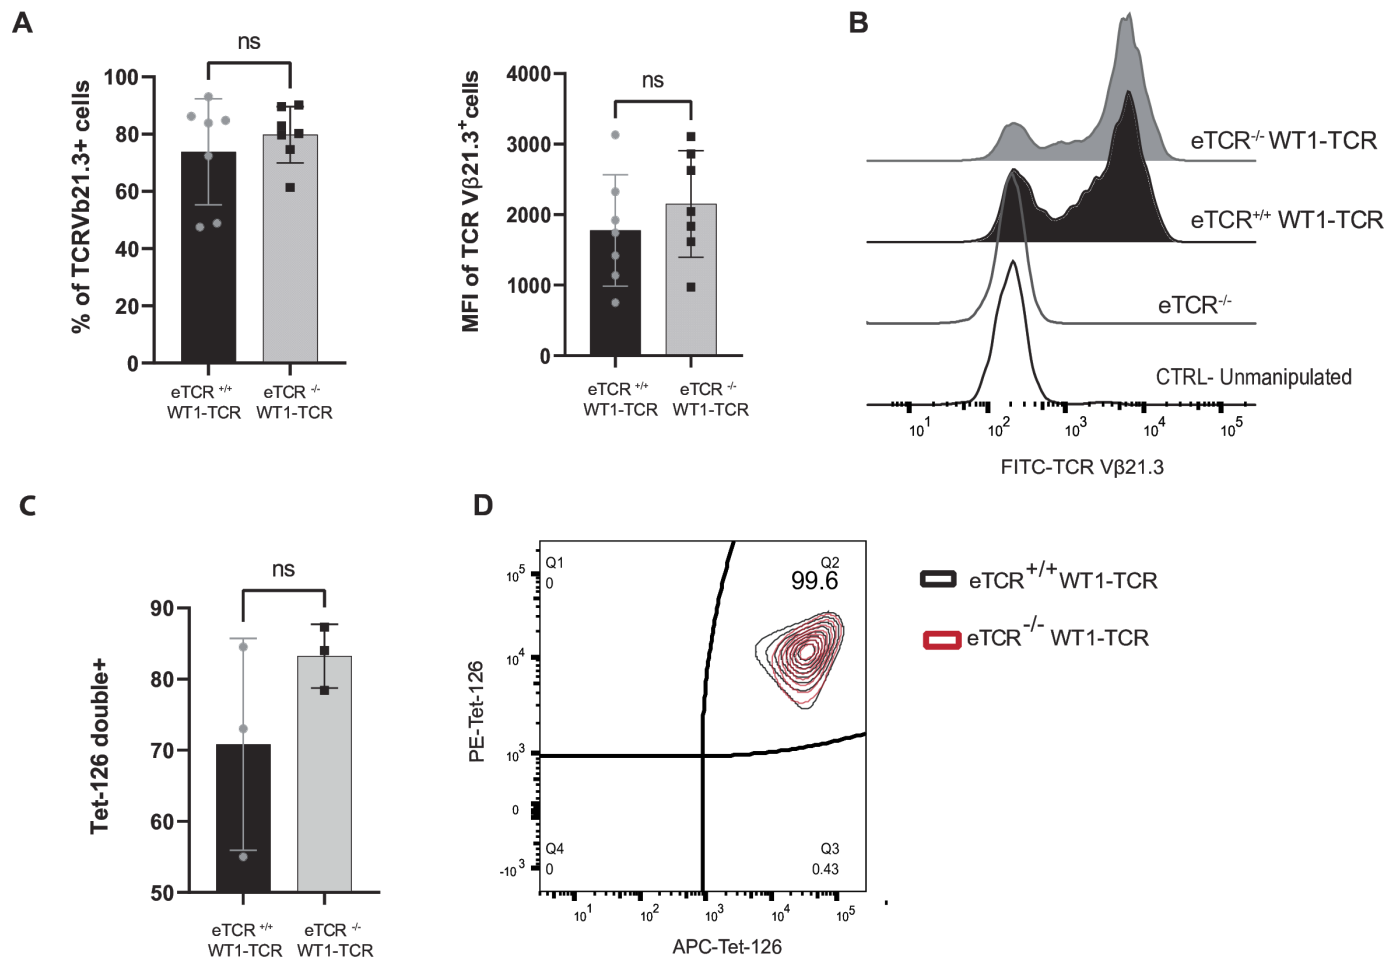 A
ns
% of TCRVb21.3+ cells
100
80
60
40
20
0
eTCR +/+
WT1-TCR
eTCR -/-
WT1-TCR
ns
MFI of TCR Vβ21.3+cells
4000
3000
2000
1000
0
eTCR +/+
WT1-TCR
eTCR -/-
WT1-TCR
B
eTCR-/- WT1-TCR
eTCR+/+ WT1-TCR
eTCR-/-
CTRL- Unmanipulated
10^1 10^2 10^3 10^4 10^5
FITC-TCR Vβ21.3
C
ns
Tet-126 double+
90
80
70
60
50
eTCR +/+
WT1-TCR
eTCR -/-
WT1-TCR
D
Q1
0
Q2
99.6
Q4
0
Q3
0.43
PE-Tet-126
10^5
10^4
10^3
0
-10^3
10^1 10^2 10^3 10^4 10^5
APC-Tet-126
eTCR+/+WT1-TCR
eTCR-/- WT1-TCR